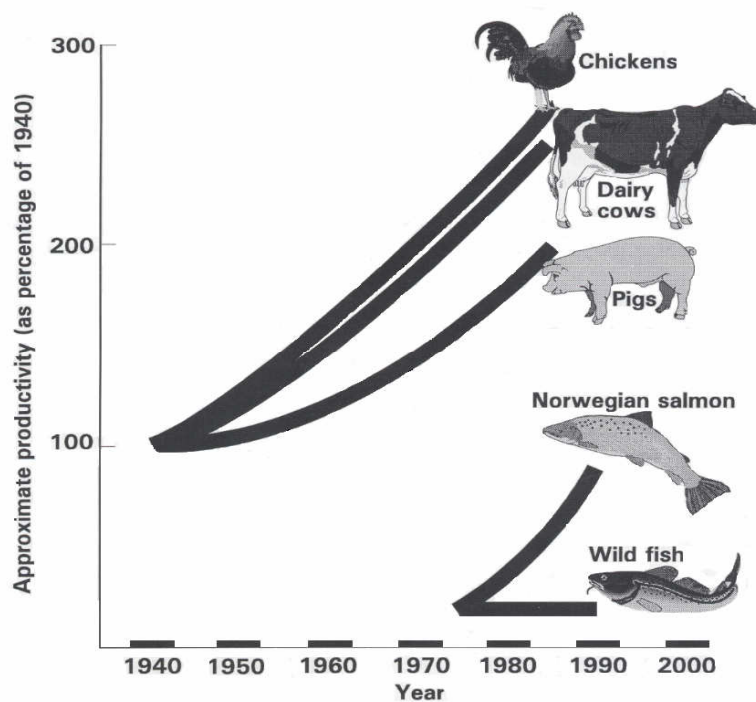 Approximate productivity (as percentage of 1940)
300
200
100
Chickens
Dairy
cows
Pigs
Norwegian salmon
Wild fish
1940 1950 1960 1970 1980 1990 2000
Year